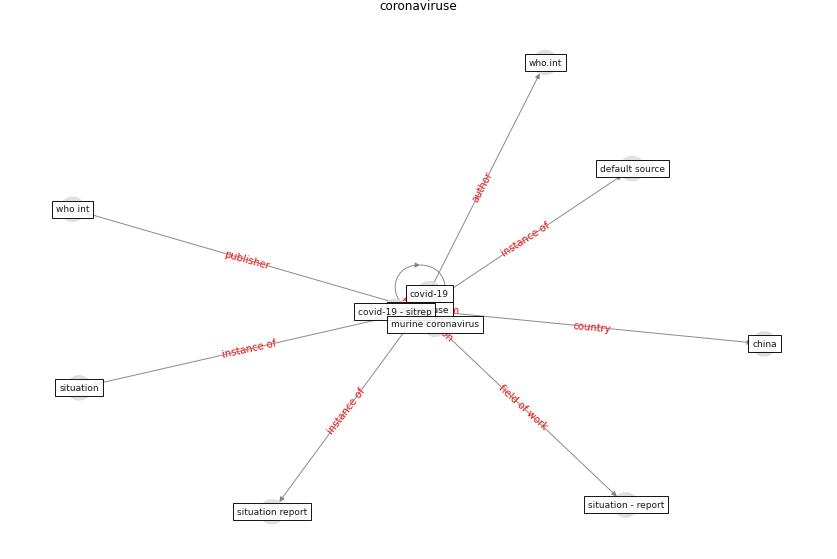 coronaviruse
who.int
default source
author
instance of
who int
publisher
covid-19
covid-19 - sitrep
use
murine coronavirus
country
china
instance of
situation
instance of
field of work
situation report
situation - report